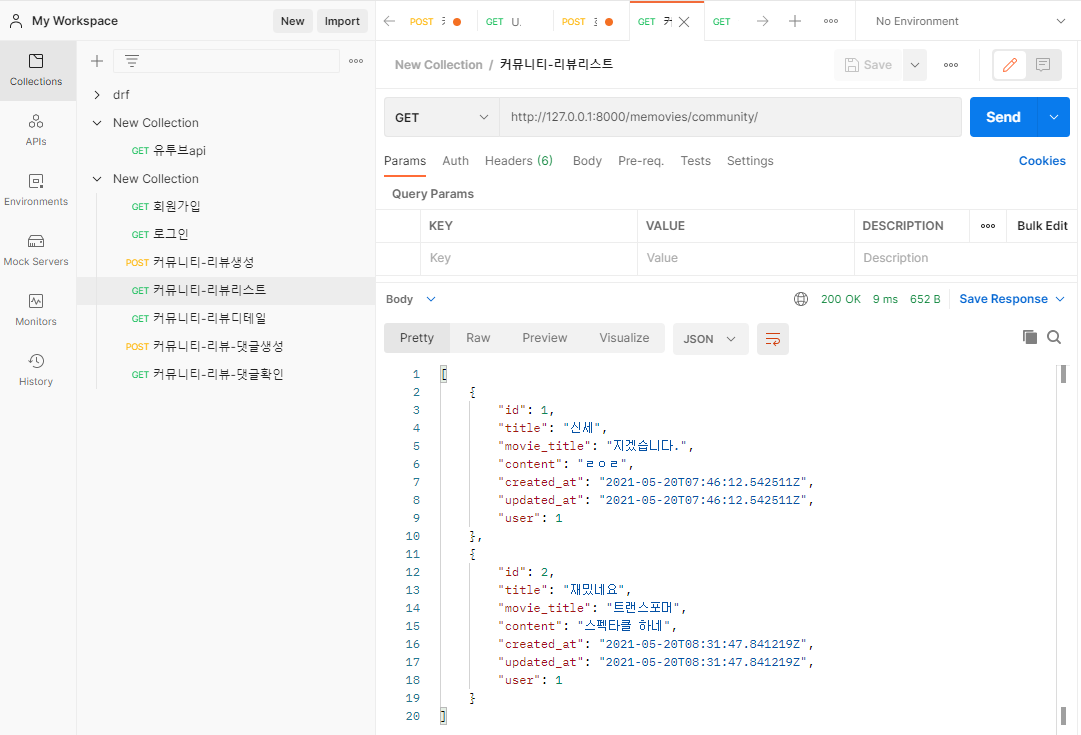 My Workspace New Import POST GET U. POST GET GET No Environment
Collections
APIs
Environments
Mock Servers
Monitors
History
drf
New Collection
GET 유투브api
New Collection
GET 회원가입
GET 로그인
POST 커뮤니티-리뷰생성
GET 커뮤니티-리뷰리스트
GET 커뮤니티-리뷰디테일
POST 커뮤니티-리뷰-댓글생성
GET 커뮤니티-리뷰-댓글확인
New Collection / 커뮤니티-리뷰리스트 Save
GET http://127.0.0.1:8000/memovies/community/ Send
Params Auth Headers (6) Body Pre-req. Tests Settings Cookies
Query Params
KEY VALUE DESCRIPTION Bulk Edit
Key Value Description
Body 200 OK 9 ms 652 B Save Response
Pretty Raw Preview Visualize JSON
1 [
2 {
3 "id": 1,
4 "title": "신세",
5 "movie_title": "지겠습니다.",
6 "content": "ㄹㅇㄹ",
7 "created_at": "2021-05-20T07:46:12.542511Z",
8 "updated_at": "2021-05-20T07:46:12.542511Z",
9 "user": 1
10 },
11 {
12 "id": 2,
13 "title": "재밌네요",
14 "movie_title": "트랜스포머",
15 "content": "스펙타클 하네",
16 "created_at": "2021-05-20T08:31:47.841219Z",
17 "updated_at": "2021-05-20T08:31:47.841219Z",
18 "user": 1
19 }
20 ]